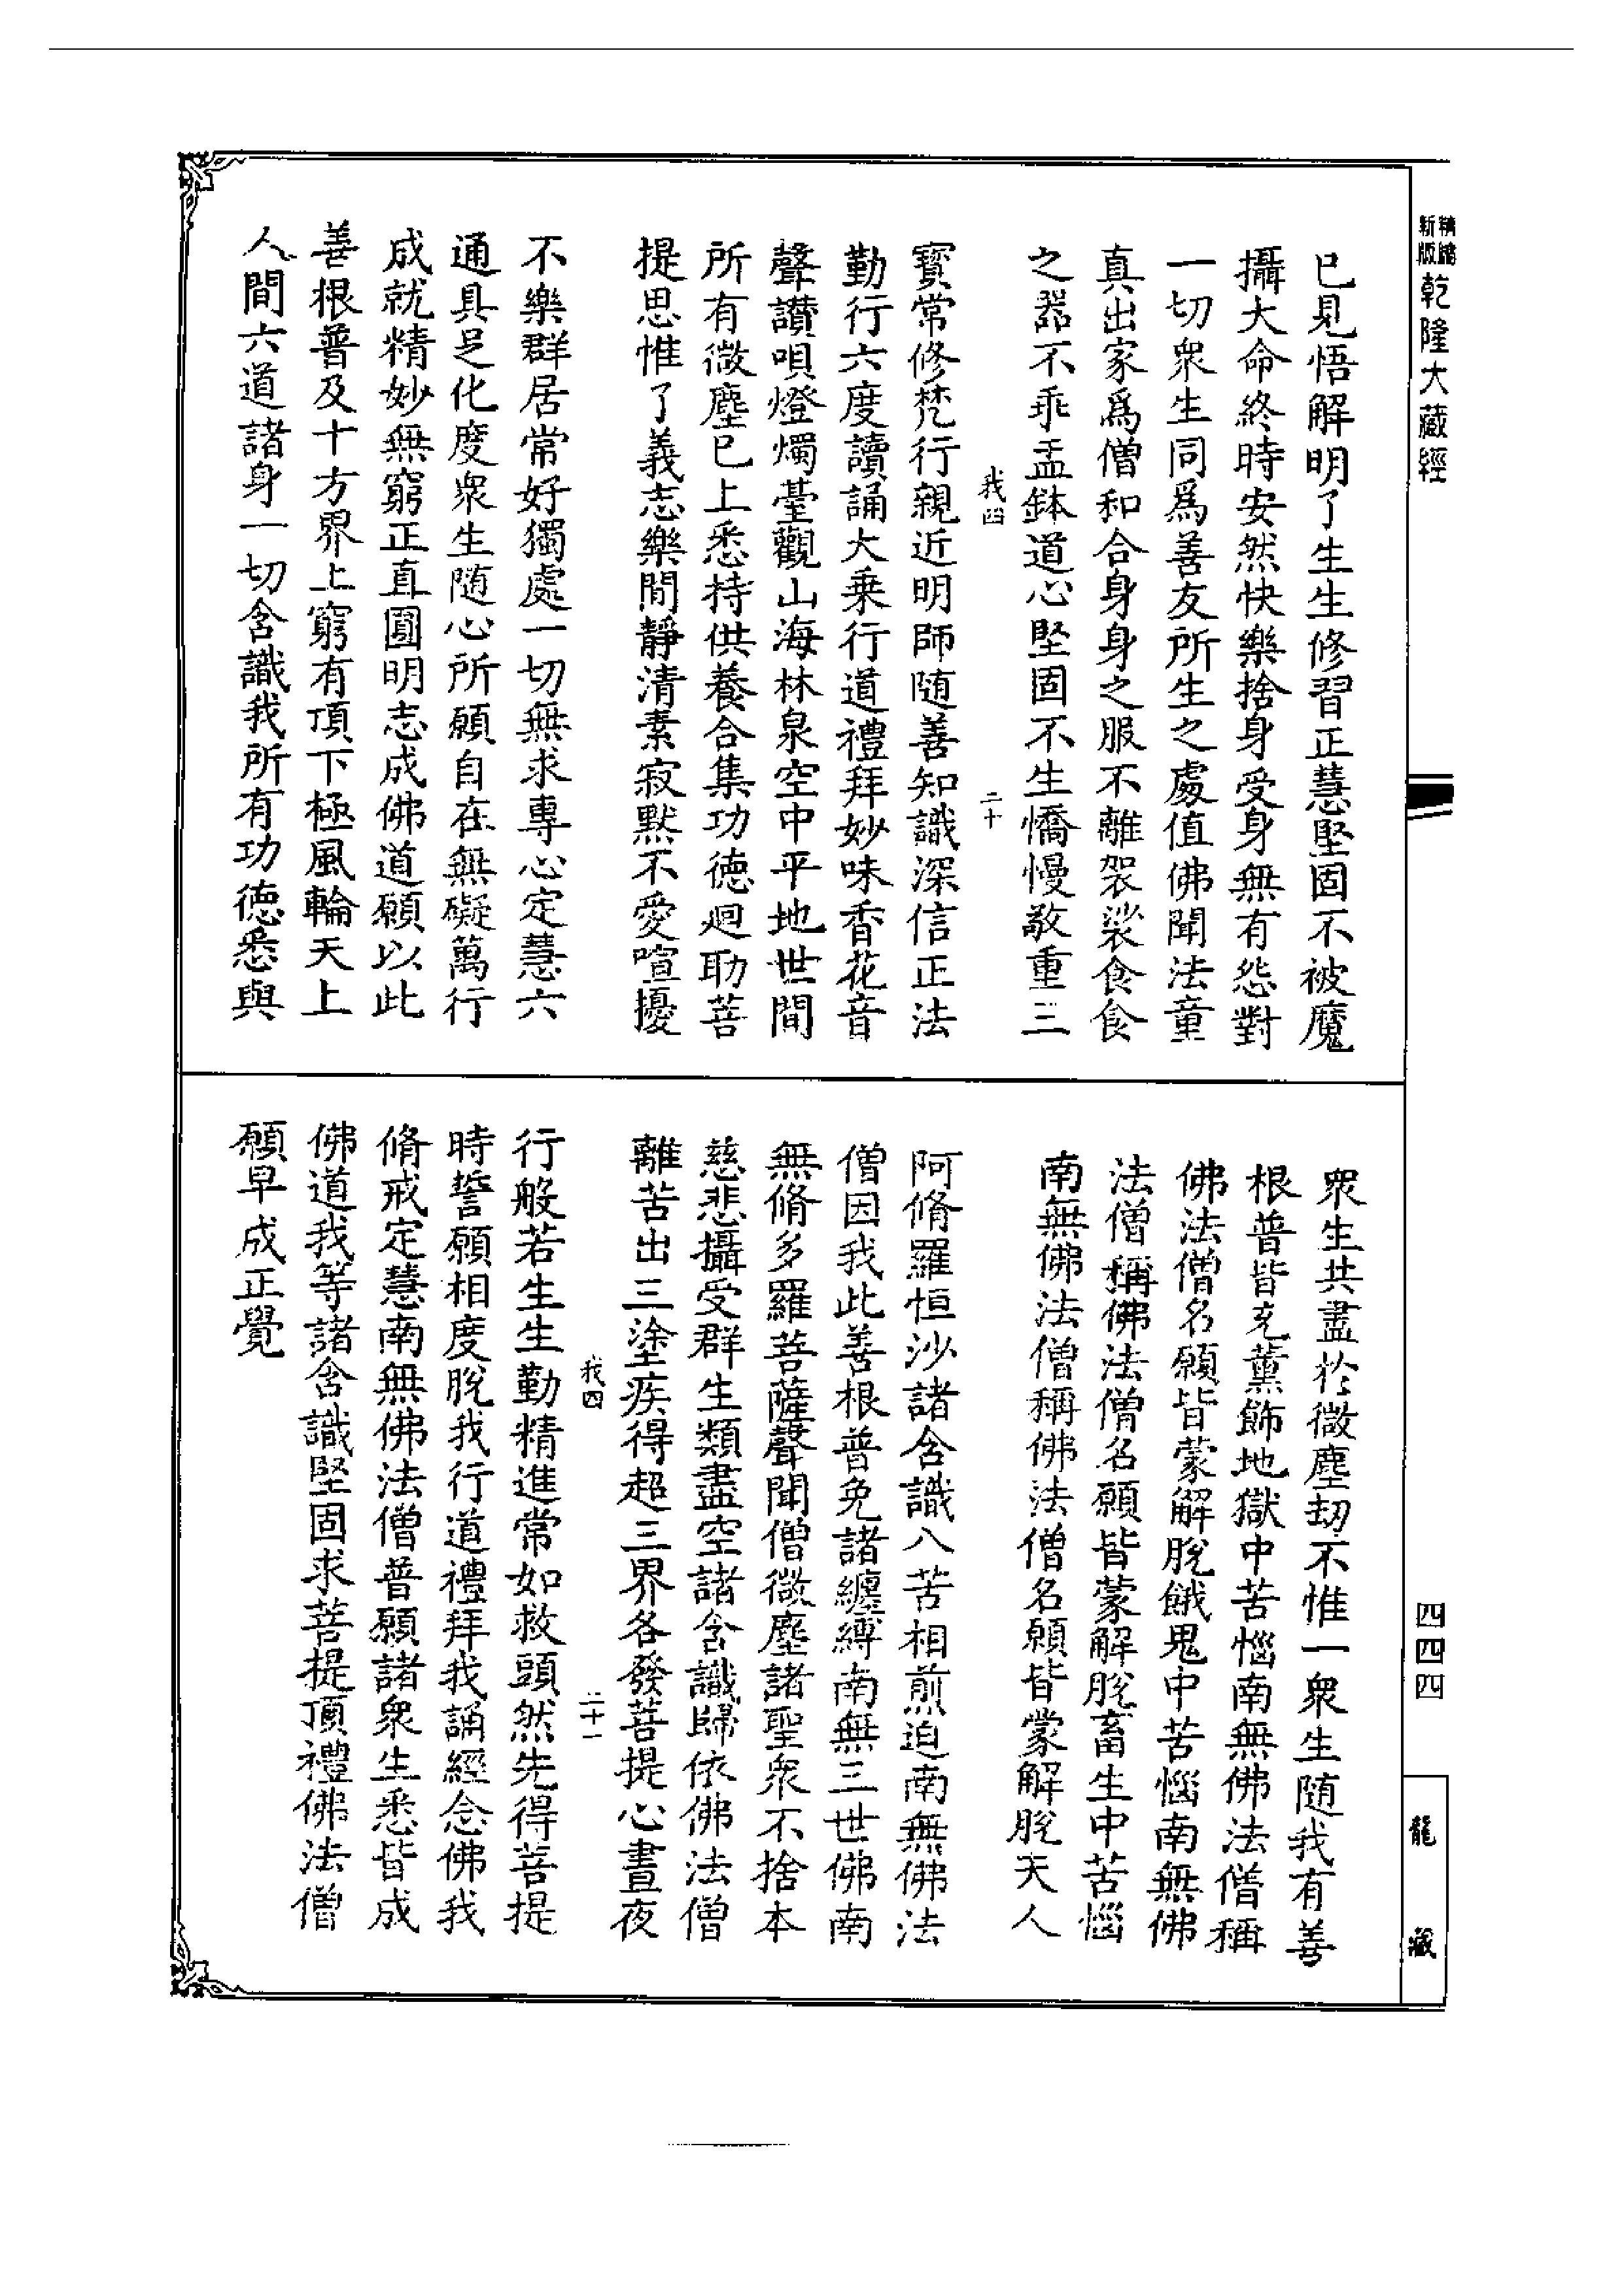 精編
新版
乾隆大藏經
四四四
龍藏
已見悟解明了生生修習正慧堅固不被魔
攝大命終時安然快樂捨身受身無有怨對
一切衆生同爲善友所生之處值佛聞法童
真出家爲僧和合身身之服不離袈裟食食
之器不乖盂鉢道心堅固不生憍慢敬重三
我四
二十
寳常修梵行親近明師随善知識深信正法
勤行六度讀誦大乘行道禮拜妙味香花音
聲讚唄燈燭臺觀山海林泉空中平地世間
所有微塵已上悉持供養合集功德廻助菩
提思惟了義志樂間靜清素寂默不愛喧擾
不樂群居常好獨處一切無求專心定慧六
通具足化度衆生随心所願自在無礙萬行
成就精妙無窮正直圓明志成佛道願以此
善根普及十方界上窮有頂下極風輪天上
人間六道諸身一切含識我所有功德悉與
衆生共盡於微塵劫不惟一衆生隨我有善
根普皆充薰飾地獄中苦惱南無佛法僧稱
佛法僧名願皆蒙解脫餓鬼中苦惱南無佛
法僧稱佛法僧名願皆蒙解脫畜生中苦惱
南無佛法僧稱佛法僧名願皆蒙解脫天人
阿脩羅恒沙諸含識八苦相煎迫南無佛法
僧因我此善根普免諸纏縛南無三世佛南
無脩多羅菩薩聲聞僧微塵諸聖衆不捨本
慈悲攝受群生類盡空諸含識歸依佛法僧
離苦出三塗疾得超三界各發菩提心晝夜
我四
二十一
行般若生生勤精進常如救頭然先得菩提
時誓願相度脫我行道禮拜我誦經念佛我
脩戒定慧南無佛法僧普願諸衆生悉皆成
佛道我等諸含識堅固求菩提頂禮佛法僧
願早成正覺